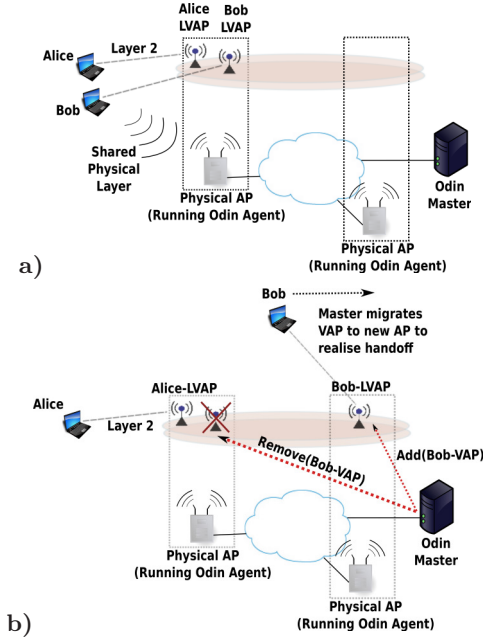 Alice
LVAP
Bob
LVAP
Alice
Layer 2
Bob
Shared
Physical
Layer
Physical AP
(Running Odin Agent)
Odin
Master
Physical AP
(Running Odin Agent)
a)
Bob
Master migrates
VAP to new AP to
realise handoff
Alice-LVAP
Bob-LVAP
Alice
Layer 2
Remove(Bob-VAP)
Add(Bob-VAP)
Odin
Master
Physical AP
(Running Odin Agent)
Physical AP
(Running Odin Agent)
b)